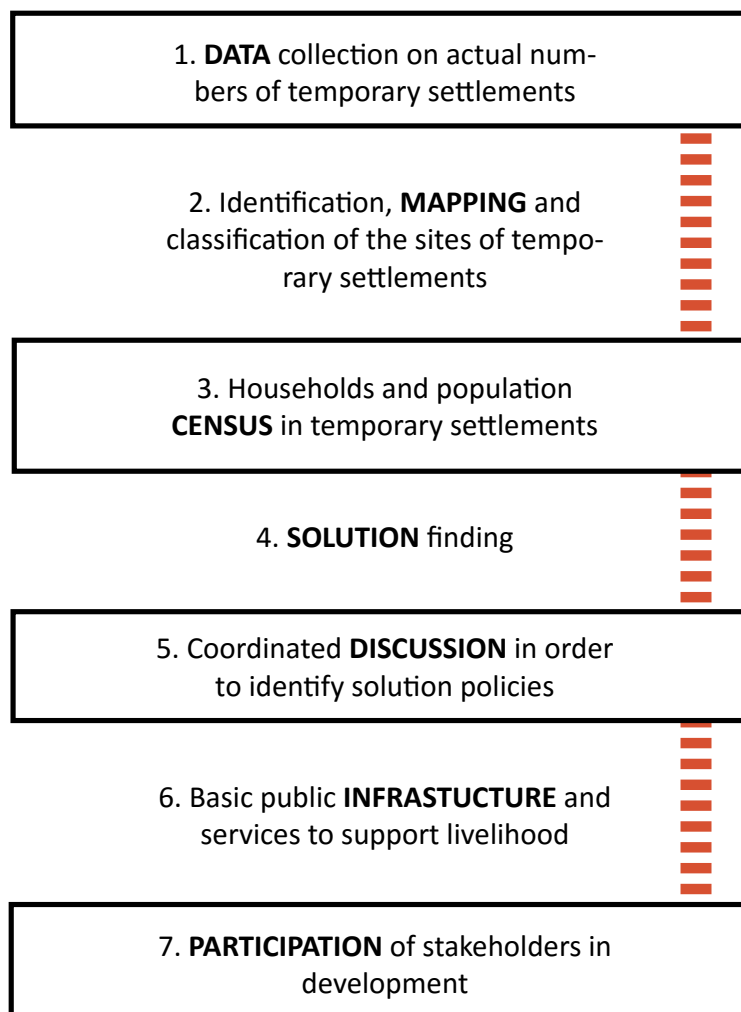 1. DATA collection on actual num-
bers of temporary settlements
2. Identification, MAPPING and
classification of the sites of tempo-
rary settlements
3. Households and population
CENSUS in temporary settlements
4. SOLUTION finding
5. Coordinated DISCUSSION in order
to identify solution policies
6. Basic public INFRASTUCTURE and
services to support livelihood
7. PARTICIPATION of stakeholders in
development